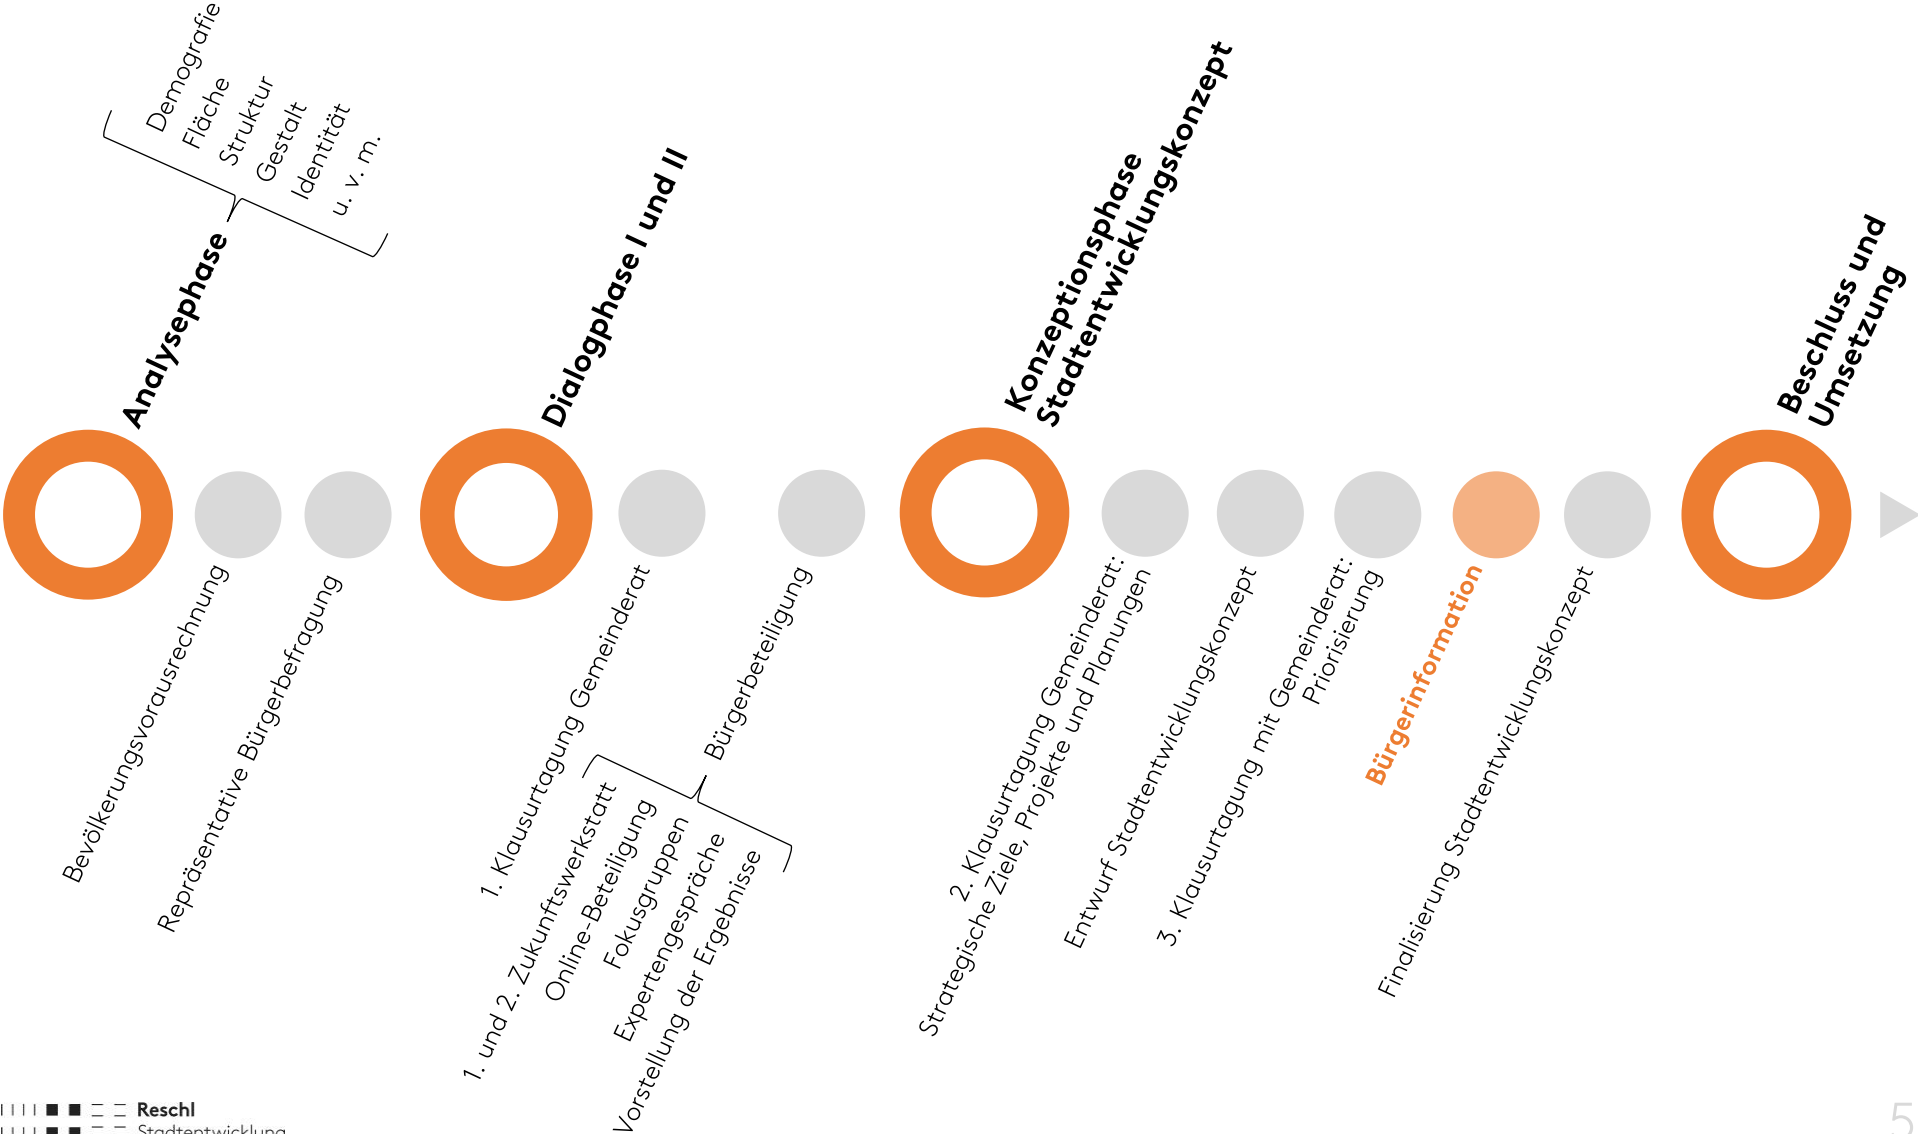 Analysephase
Demografie
Fläche
Struktur
Gestalt
Identität
u. v. m.
Bevölkerungsvorausrechnung
Repräsentative Bürgerbefragung
Dialogphase I und II
1. Klausurtagung Gemeinderat
Bürgerbeteiligung
1. und 2. Zukunftswerkstatt
Online-Beteiligung
Fokusgruppen
Expertengespräche
Vorstellung der Ergebnisse
Konzeptionsphase
Stadtentwicklungskonzept
2. Klausurtagung Gemeinderat:
Strategische Ziele, Projekte und Planungen
Entwurf Stadtentwicklungskonzept
3. Klausurtagung mit Gemeinderat:
Priorisierung
Bürgerinformation
Finalisierung Stadtentwicklungskonzept
Beschluss und
Umsetzung
Reschl
Stadtentwicklung
5